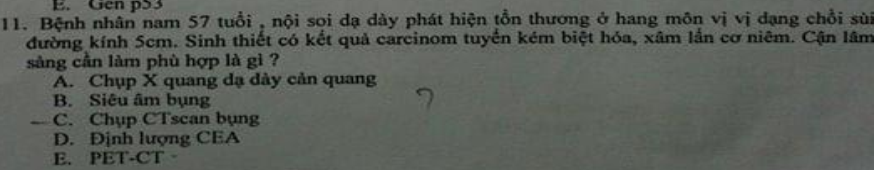 E. Gen p53
11. Bệnh nhân nam 57 tuổi , nội soi dạ dày phát hiện tổn thương ở hang môn vị vị dạng chồi sùi
đường kính 5cm. Sinh thiết có kết quả carcinom tuyến kém biệt hóa, xâm lấn cơ niêm. Cận lâm
sàng cần làm phù hợp là gì ?
A. Chụp X quang dạ dày cản quang
B. Siêu âm bụng
C. Chụp CTscan bụng
D. Định lượng CEA
E. PET-CT